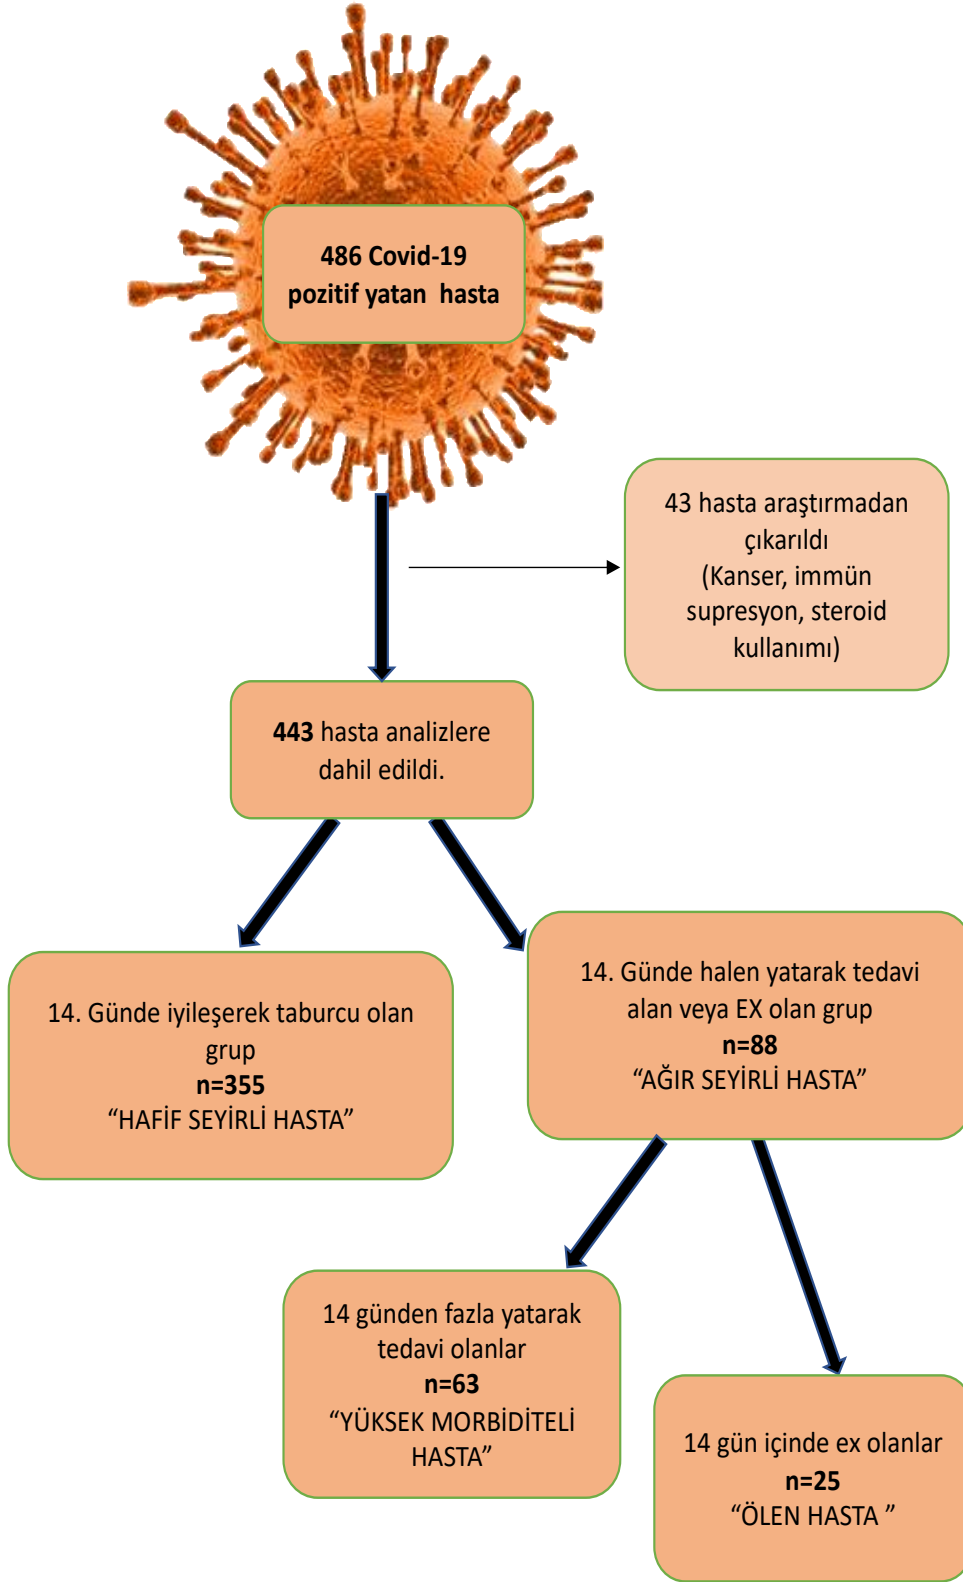 486 Covid-19
pozitif yatan hasta
43 hasta araştırmadan
çıkarıldı
(Kanser, immün
supresyon, steroid
kullanımı)
443 hasta analizlere
dahil edildi.
14. Günde iyileşerek taburcu olan
grup
n=355
“HAFİF SEYİRLİ HASTA”
14. Günde halen yatarak tedavi
alan veya EX olan grup
n=88
“AĞIR SEYİRLİ HASTA”
14 günden fazla yatarak
tedavi olanlar
n=63
“YÜKSEK MORBİDİTELİ
HASTA”
14 gün içinde ex olanlar
n=25
“ÖLEN HASTA ”